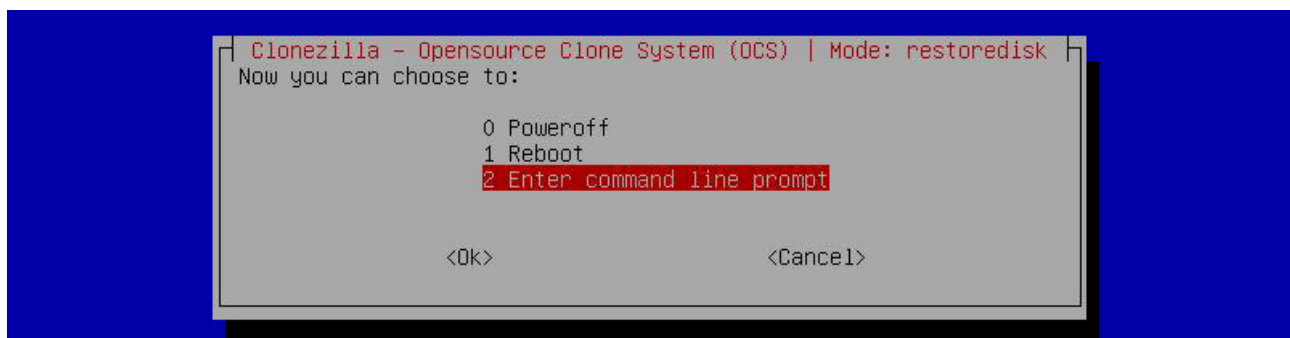 Clonezilla - Opensource Clone System (OCS) | Mode: restoredisk
Now you can choose to:
0 Poweroff
1 Reboot
2 Enter command line prompt
<Ok> <Cancel>